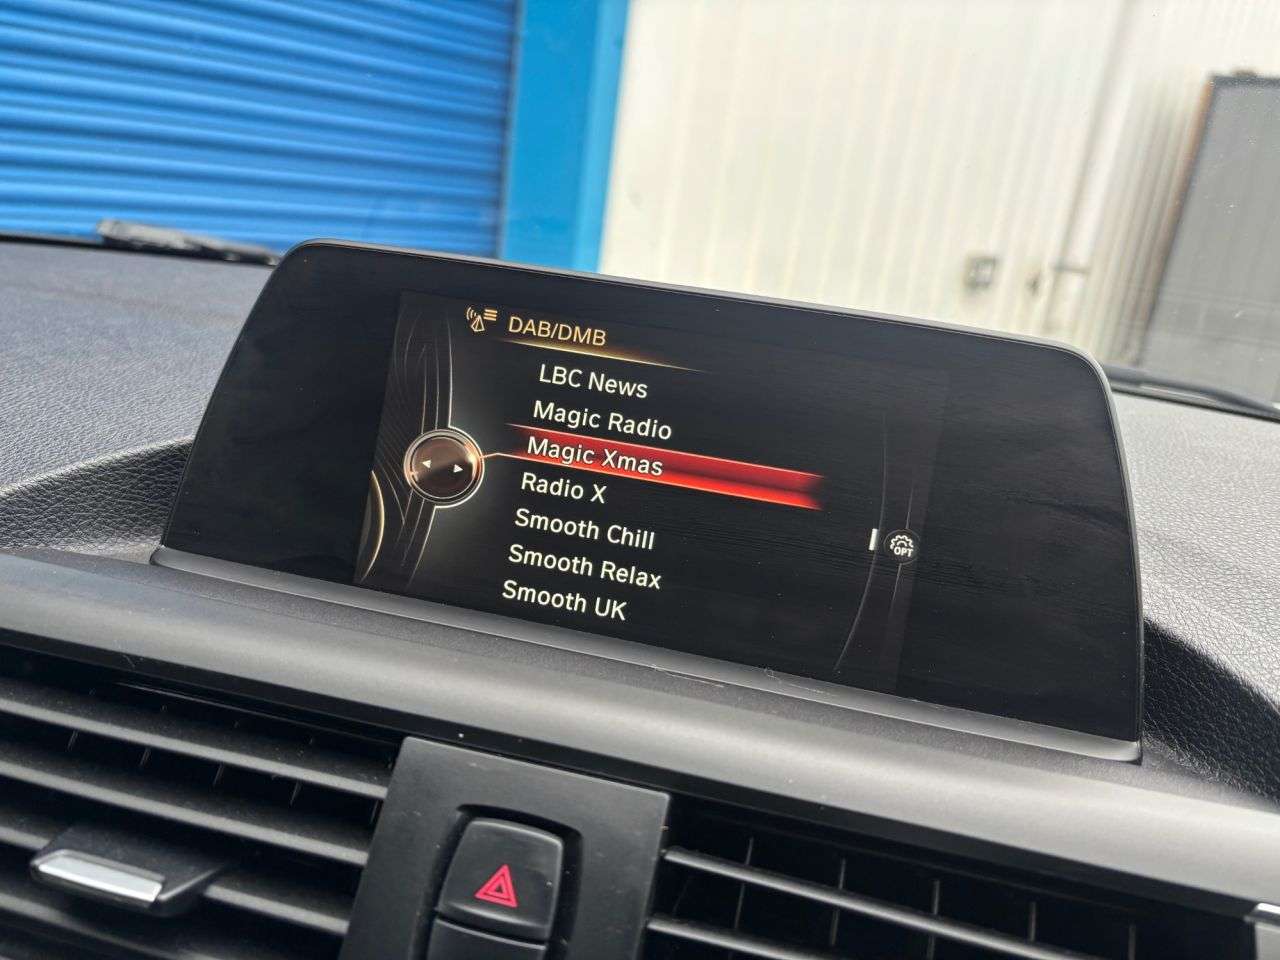 DAB/DMB
LBC News
Magic Radio
Magic Xmas
Radio X
Smooth Chill
OPT
Smooth Relax
Smooth UK